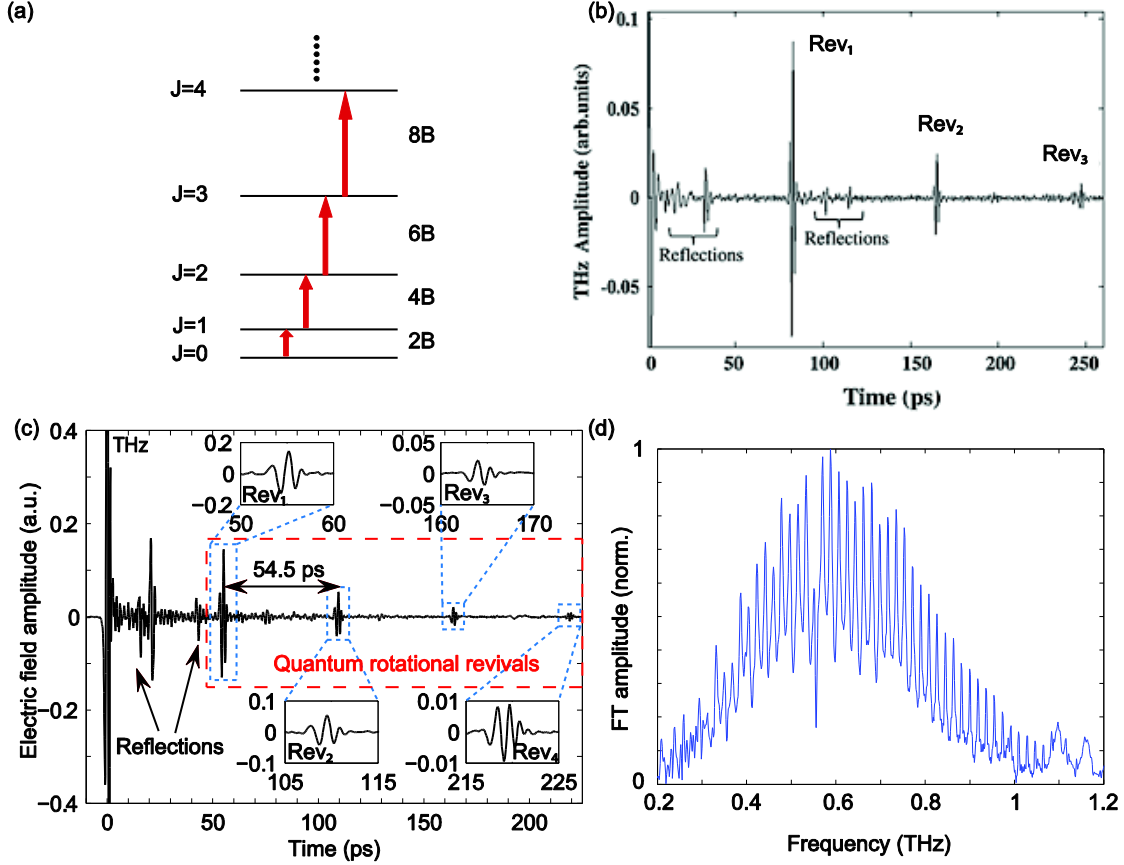 (a)
J=4
8B
J=3
6B
J=2
4B
J=1
2B
J=0
(b)
0.1
0.05
0
-0.05
THz Amplitude (arb.units)
Rev1
Rev2
Rev3
Reflections
Reflections
0
50
100
150
200
250
Time (ps)
(c)
0.4
0.2
0
−0.2
−0.4
Electric field amplitude (a.u.)
THz
0.2
0
−0.2
Rev1
50
60
0.05
0
−0.05
Rev3
160
170
54.5 ps
Quantum rotational revivals
Reflections
0.1
0
−0.1
Rev2
105
115
0.01
0
−0.01
Rev4
215
225
0
50
100
150
200
Time (ps)
(d)
1
0
FT amplitude (norm.)
0.2
0.4
0.6
0.8
1
1.2
Frequency (THz)